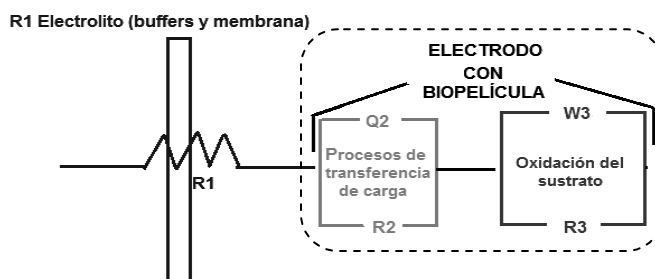 R1 Electrolito (buffers y membrana)
ELECTRODO
CON
BIOPELÍCULA
R1
Q2
Procesos de
transferencia
de carga
R2
W3
Oxidación del
sustrato
R3